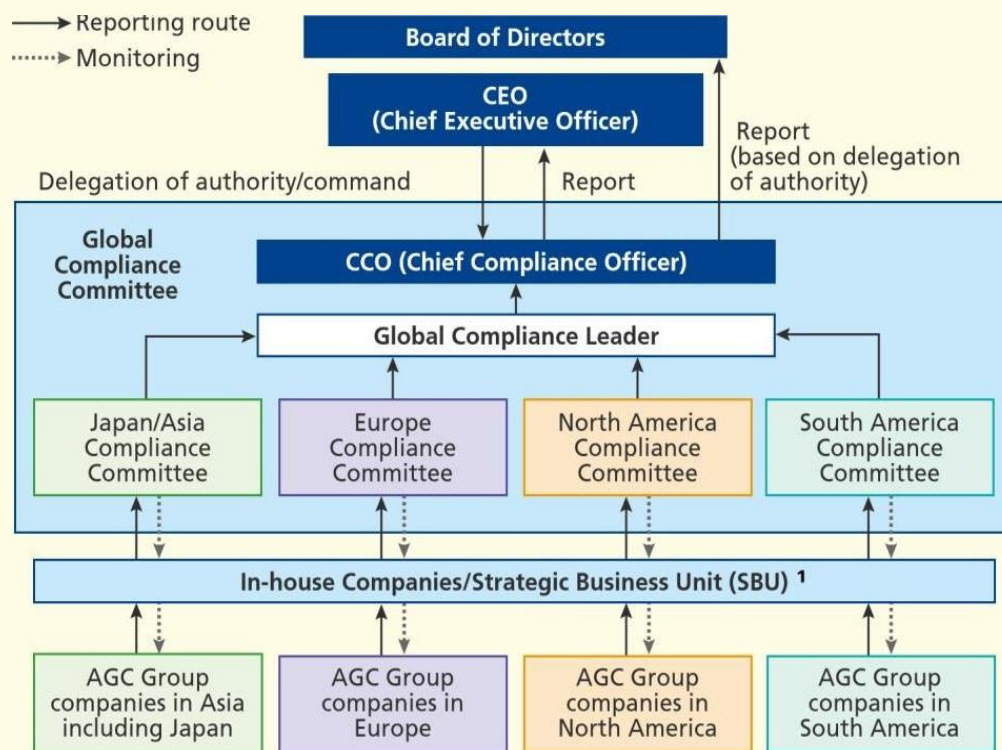 Reporting route
Monitoring
Board of Directors
CEO
(Chief Executive Officer)
Report
(based on delegation
of authority)
Delegation of authority/command
Report
Global
Compliance
Committee
CCO (Chief Compliance Officer)
Global Compliance Leader
Japan/Asia
Compliance
Committee
Europe
Compliance
Committee
North America
Compliance
Committee
South America
Compliance
Committee
In-house Companies/Strategic Business Unit (SBU) 1
AGC Group
companies in Asia
including Japan
AGC Group
companies in
Europe
AGC Group
companies in
North America
AGC Group
companies in
South America